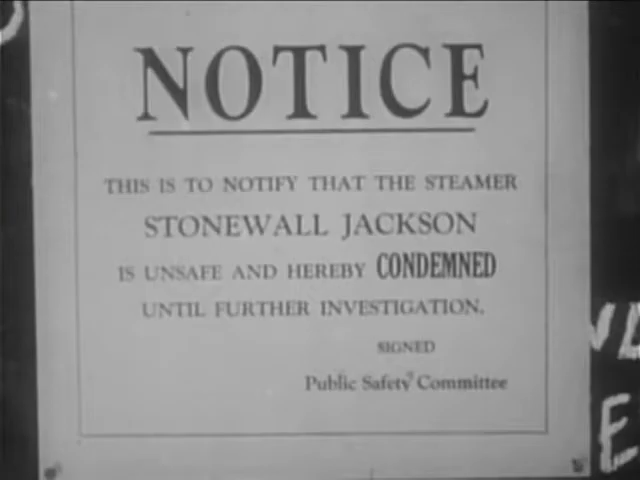 NOTICE
THIS IS TO NOTIFY THAT THE STEAMER
STONEWALL JACKSON
IS UNSAFE AND HEREBY CONDEMNED
UNTIL FURTHER INVESTIGATION.
SIGNED
Public Safety Committee